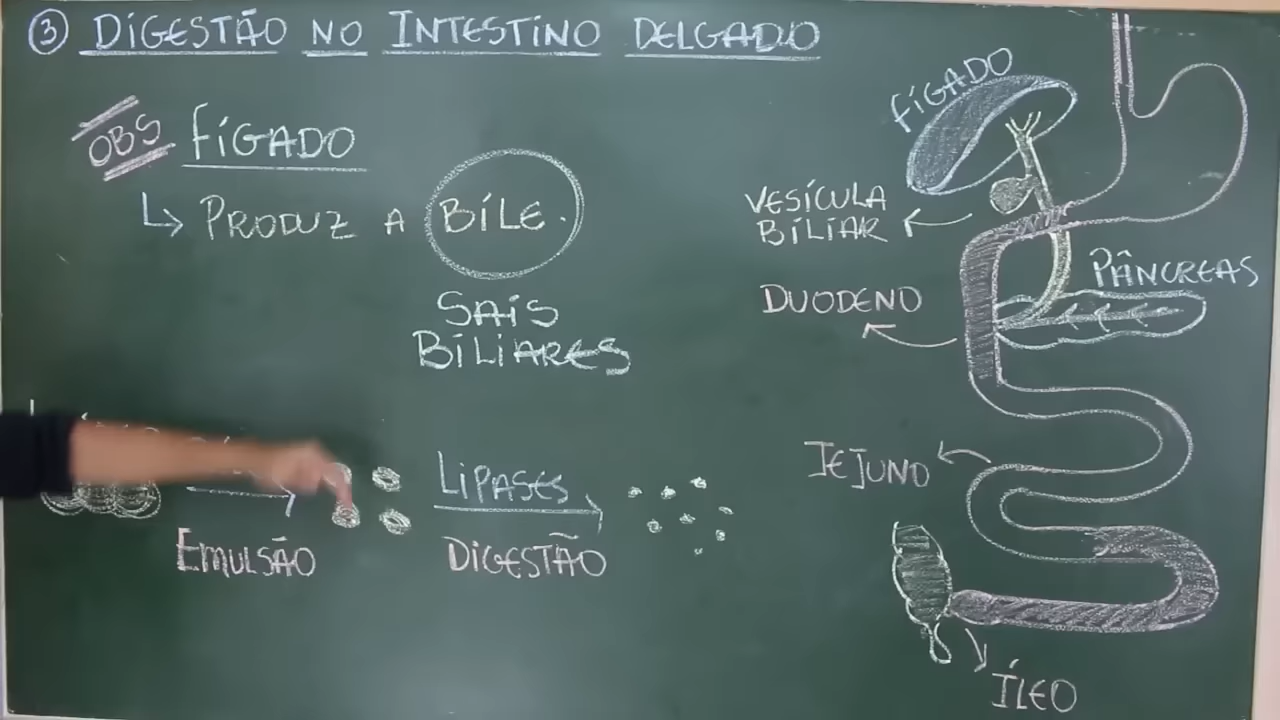 ③ DIGESTÃO NO INTESTINO DELGADO
OBS FÍGADO
↳ PRODUZ A BÍLE.
SAIS
BILIARES
LIPASES
EMULSÃO
DIGESTÃO
FÍGADO
VESÍCULA
BILIAR
PÂNCREAS
DUODENO
JEJUNO
ÍLEO